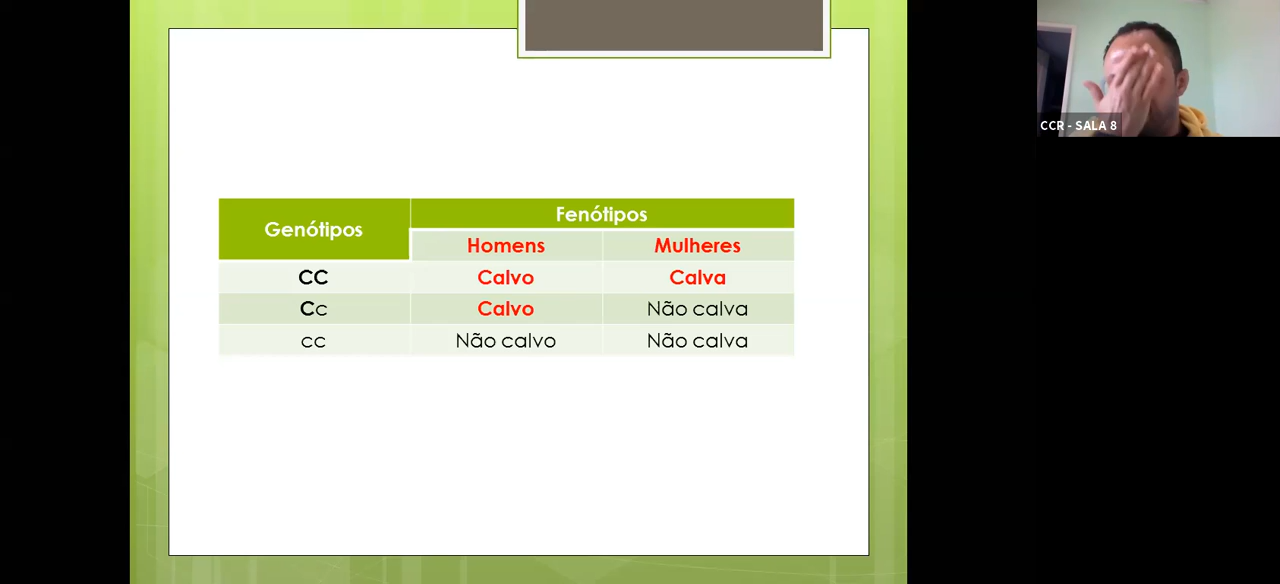 Genótipos Fenótipos
Homens Mulheres
CC Calvo Calva
Cc Calvo Não calva
cc Não calvo Não calva
CCR - SALA 8